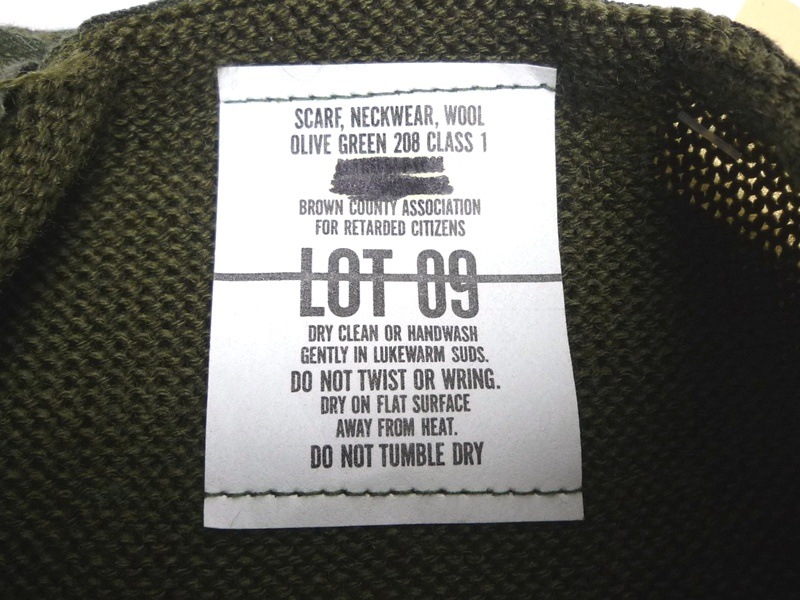 SCARF, NECKWEAR, WOOL
OLIVE GREEN 208 CLASS 1
BROWN COUNTY ASSOCIATION
FOR RETARDED CITIZENS
LOT 09
DRY CLEAN OR HANDWASH
GENTLY IN LUKEWARM SUDS.
DO NOT TWIST OR WRING.
DRY ON FLAT SURFACE
AWAY FROM HEAT.
DO NOT TUMBLE DRY